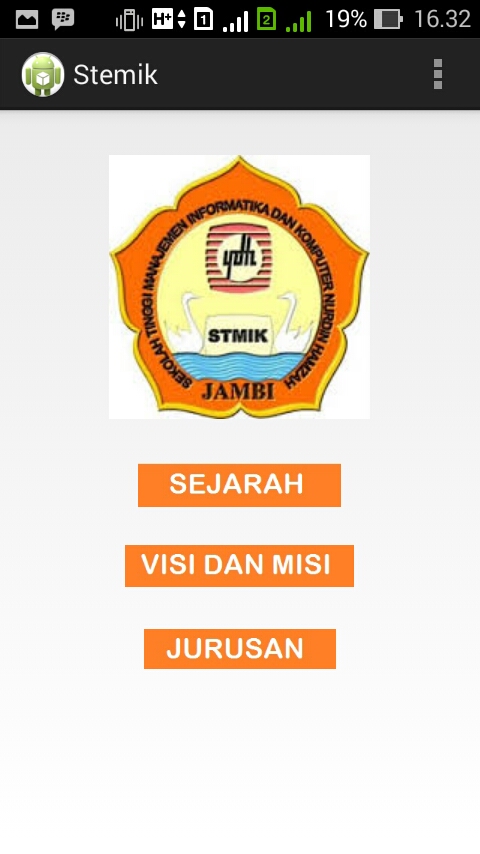 H+ 1 2 19% 16.32
Stemik
SEKOLAH TINGGI MANAJEMEN INFORMATIKA DAN KOMPUTER NURDIN HAMZAH
ydh
STMIK
JAMBI
SEJARAH
VISI DAN MISI
JURUSAN